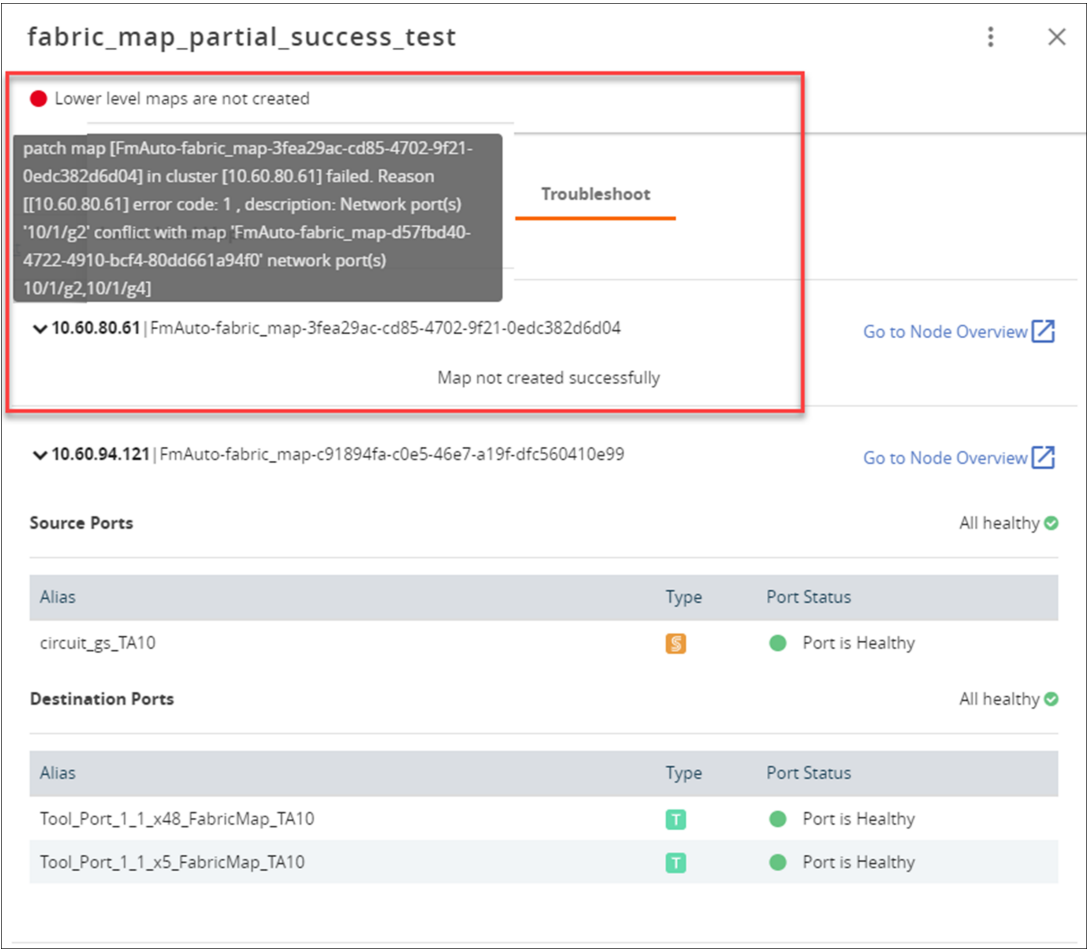 fabric_map_partial_success_test
Lower level maps are not created
patch map [FmAuto-fabric_map-3fea29ac-cd85-4702-9f21-
0edc382d6d04] in cluster [10.60.80.61] failed. Reason
[[10.60.80.61] error code: 1 , description: Network port(s)
'10/1/g2' conflict with map 'FmAuto-fabric_map-d57fbd40-
4722-4910-bcf4-80dd661a94f0' network port(s)
10/1/g2,10/1/g4]
Troubleshoot
10.60.80.61|FmAuto-fabric_map-3fea29ac-cd85-4702-9f21-0edc382d6d04
Go to Node Overview
Map not created successfully
10.60.94.121|FmAuto-fabric_map-c91894fa-c0e5-46e7-a19f-dfc560410e99
Go to Node Overview
Source Ports All healthy
Alias Type Port Status
circuit_gs_TA10 S Port is Healthy
Destination Ports All healthy
Alias Type Port Status
Tool_Port_1_1_x48_FabricMap_TA10 T Port is Healthy
Tool_Port_1_1_x5_FabricMap_TA10 T Port is Healthy